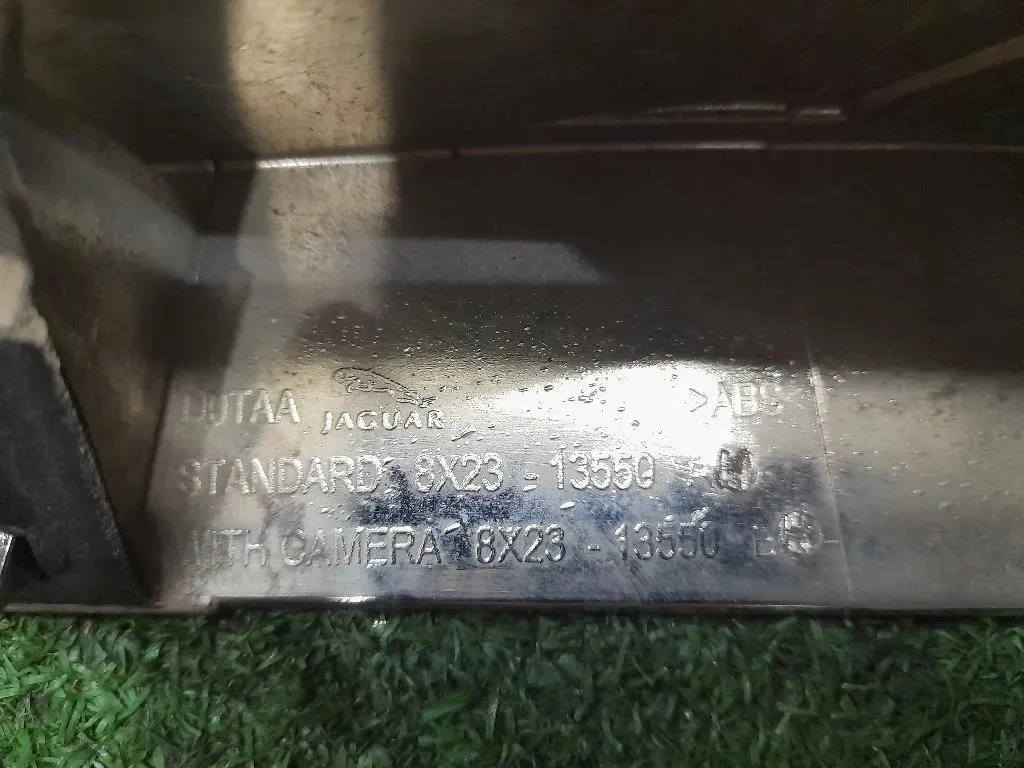 DUTAA JAGUAR >ABS<
STANDARD: 8X23 - 13550
WITH CAMERA 8X23 - 13550